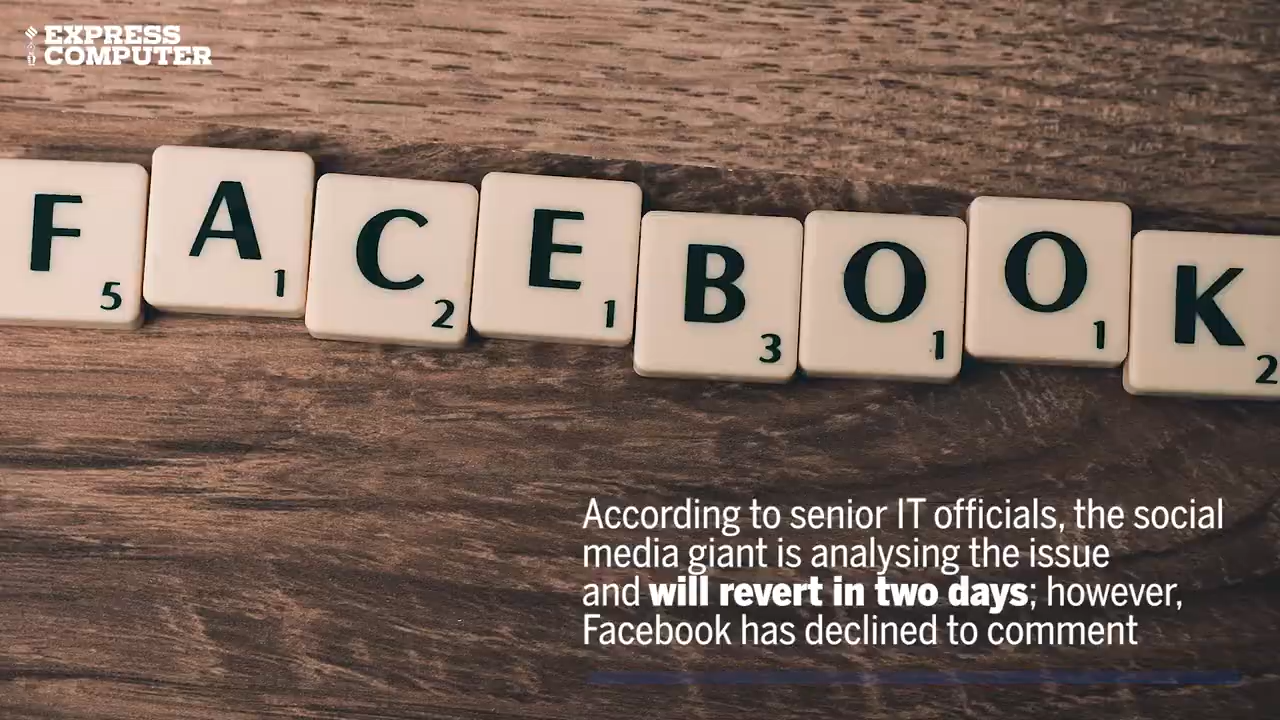 EXPRESS
COMPUTER
F A C E B O O K
5 1 2 1 3 1 1 2
According to senior IT officials, the social
media giant is analysing the issue
and will revert in two days; however,
Facebook has declined to comment